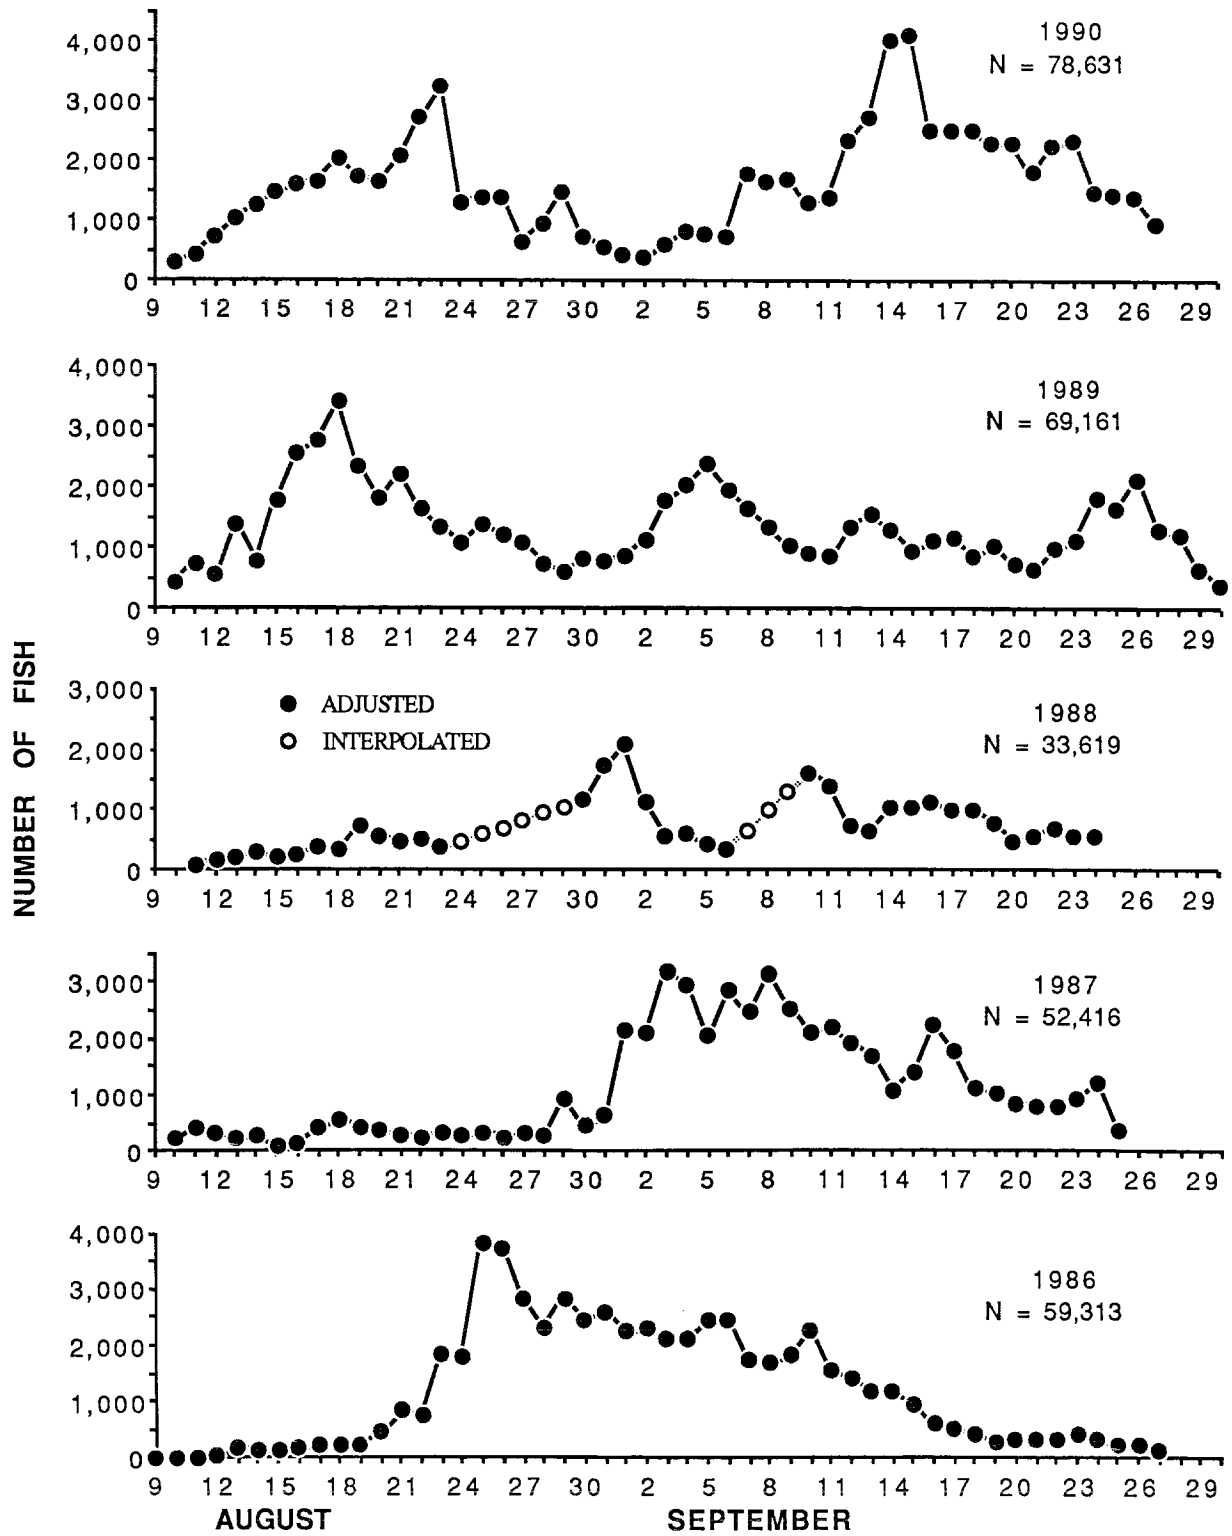 1990
N = 78,631
4,000
3,000
2,000
1,000
0
9 12 15 18 21 24 27 30 2 5 8 11 14 17 20 23 26 29
1989
N = 69,161
4,000
3,000
2,000
1,000
0
9 12 15 18 21 24 27 30 2 5 8 11 14 17 20 23 26 29
NUMBER OF FISH
1988
N = 33,619
ADJUSTED
INTERPOLATED
3,000
2,000
1,000
0
9 12 15 18 21 24 27 30 2 5 8 11 14 17 20 23 26 29
1987
N = 52,416
3,000
2,000
1,000
0
9 12 15 18 21 24 27 30 2 5 8 11 14 17 20 23 26 29
1986
N = 59,313
4,000
3,000
2,000
1,000
0
9 12 15 18 21 24 27 30 2 5 8 11 14 17 20 23 26 29
AUGUST SEPTEMBER